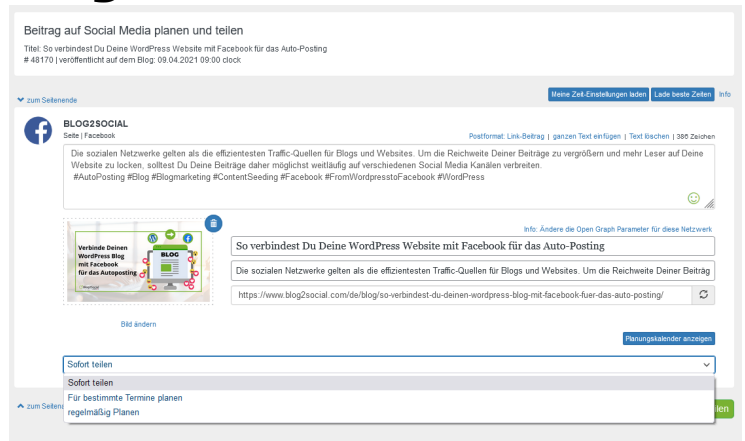 Beitrag auf Social Media planen und teilen
Titel: So verbindest Du Deine WordPress Website mit Facebook für das Auto-Posting
# 48170 | veröffentlicht auf dem Blog: 09.04.2021 09:00 clock
zum Seitenende
Meine Zeit-Einstellungen laden
Lade beste Zeiten
Info
BLOG2SOCIAL
Seite | Facebook
Postformat: Link-Beitrag | ganzen Text einfügen | Text löschen | 386 Zeichen
Die sozialen Netzwerke gelten als die effizientesten Traffic-Quellen für Blogs und Websites. Um die Reichweite Deiner Beiträge zu vergrößern und mehr Leser auf Deine
Website zu locken, solltest Du Deine Beiträge daher möglichst weitläufig auf verschiedenen Social Media Kanälen verbreiten.
#AutoPosting #Blog #Blogmarketing #ContentSeeding #Facebook #FromWordpresstoFacebook #WordPress
Verbinde Deinen
WordPress Blog
mit Facebook
für das Autoposting
BLOG
Info: Ändere die Open Graph Parameter für diese Netzwerk
So verbindest Du Deine WordPress Website mit Facebook für das Auto-Posting
Die sozialen Netzwerke gelten als die effizientesten Traffic-Quellen für Blogs und Websites. Um die Reichweite Deiner Beiträg
https://www.blog2social.com/de/blog/so-verbindest-du-deinen-wordpress-blog-mit-facebook-fuer-das-auto-posting/
Bild ändern
Planungskalender anzeigen
Sofort teilen
Sofort teilen
Für bestimmte Termine planen
regelmäßig Planen
zum Seitenc
len